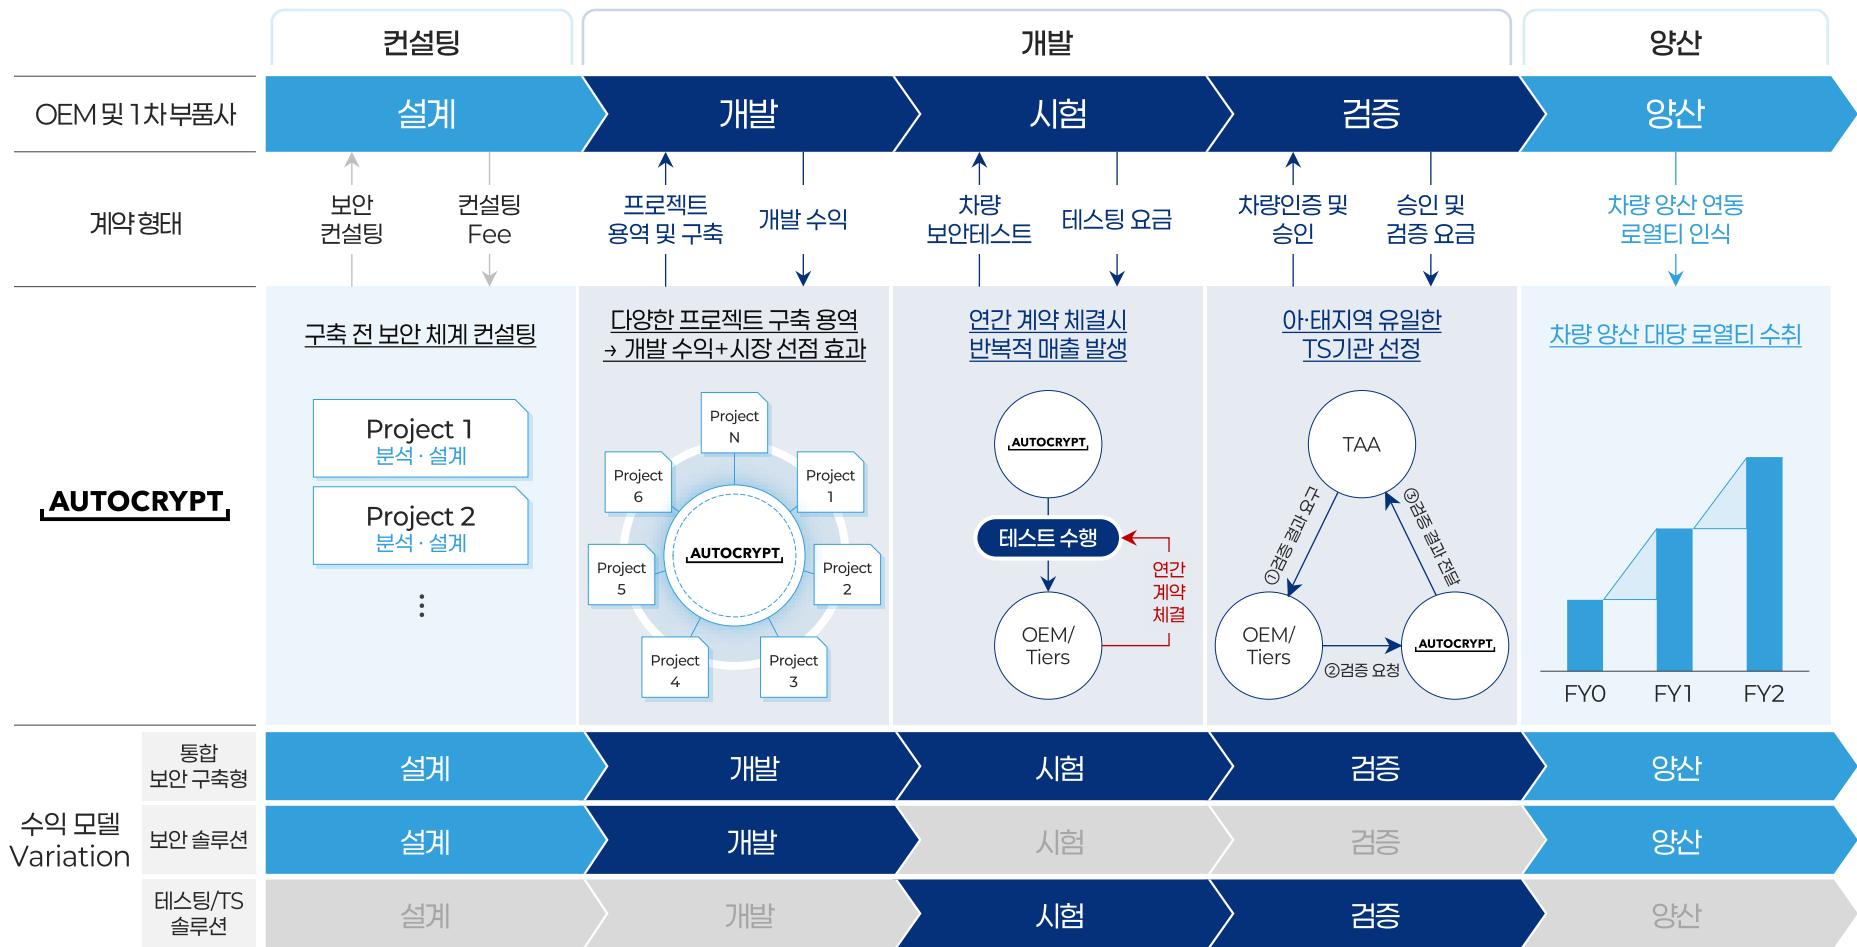 컨설팅
개발
양산
OEM 및 1차 부품사
설계
개발
시험
검증
양산
계약 형태
보안
컨설팅
컨설팅
Fee
프로젝트
용역 및 구축
개발 수익
차량
보안테스트
테스팅 요금
차량인증 및
승인
승인 및
검증 요금
차량 양산 연동
로열티 인식
AUTOCRYPT
구축 전 보안 체계 컨설팅
Project 1
분석 · 설계
Project 2
분석 · 설계
⋮
다양한 프로젝트 구축 용역
→ 개발 수익+시장 선점 효과
Project
N
Project
6
Project
1
Project
5
AUTOCRYPT
Project
2
Project
4
Project
3
연간 계약 체결시
반복적 매출 발생
AUTOCRYPT
테스트 수행
연간
계약
체결
OEM/
Tiers
아·태지역 유일한
TS기관 선정
TAA
①검증 결과 요구
③검증 결과 전달
OEM/
Tiers
②검증 요청
AUTOCRYPT
차량 양산 대당 로열티 수취
FY0
FY1
FY2
수익 모델
Variation
통합
보안 구축형
설계
개발
시험
검증
양산
보안 솔루션
설계
개발
시험
검증
양산
테스팅/TS
솔루션
설계
개발
시험
검증
양산